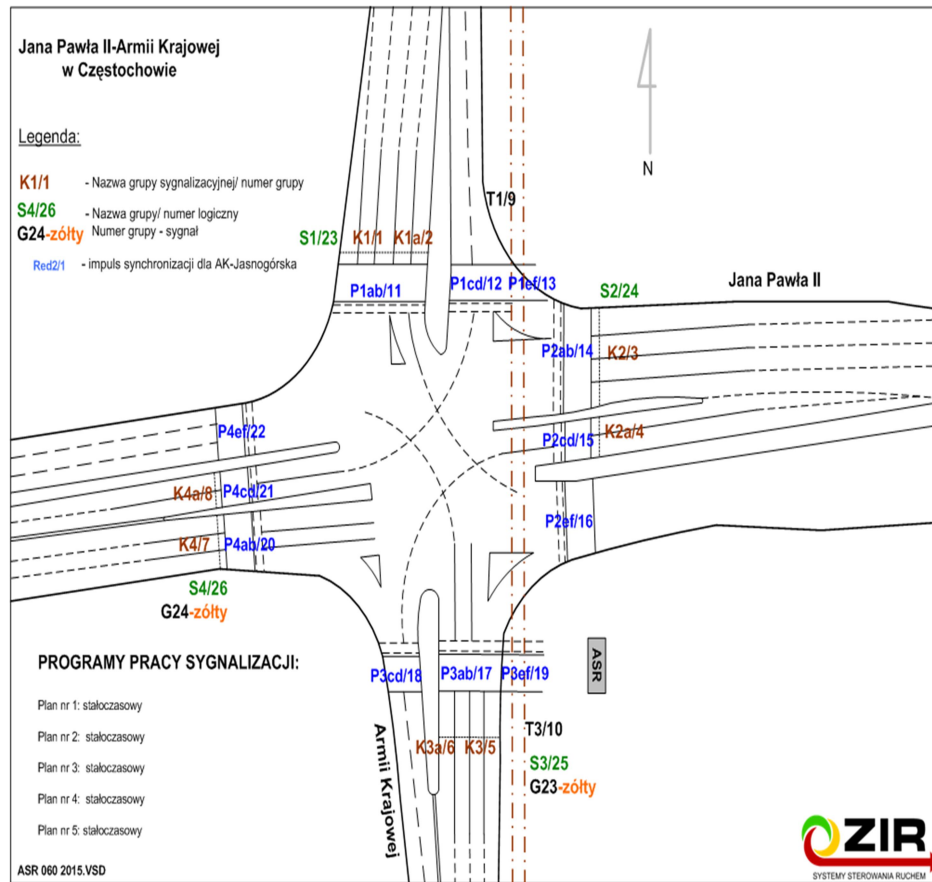 Jana Pawła II-Armii Krajowej
w Częstochowie
Legenda:
K1/1 - Nazwa grupy sygnalizacyjnej/ numer grupy
S4/26 - Nazwa grupy/ numer logiczny
G24-zółty Numer grupy - sygnał
Red2/1 - impuls synchronizacji dla AK-Jasnogórska
N
T1/9
S1/23 K1/1 K1a/2
P1ab/11 P1cd/12 P1ef/13
S2/24
Jana Pawła II
P2ab/14 K2/3
P2cd/15 K2a/4
P2ef/16
P4ef/22
K4a/8 P4cd/21
K4/7 P4ab/20
S4/26
G24-zółty
P3cd/18 P3ab/17 P3ef/19
ASR
K3a/6 K3/5
T3/10
S3/25
G23-zółty
Armii Krajowej
PROGRAMY PRACY SYGNALIZACJI:
Plan nr 1: stałoczasowy
Plan nr 2: stałoczasowy
Plan nr 3: stałoczasowy
Plan nr 4: stałoczasowy
Plan nr 5: stałoczasowy
ASR 060 2015.VSD
ZIR
SYSTEMY STEROWANIA RUCHEM